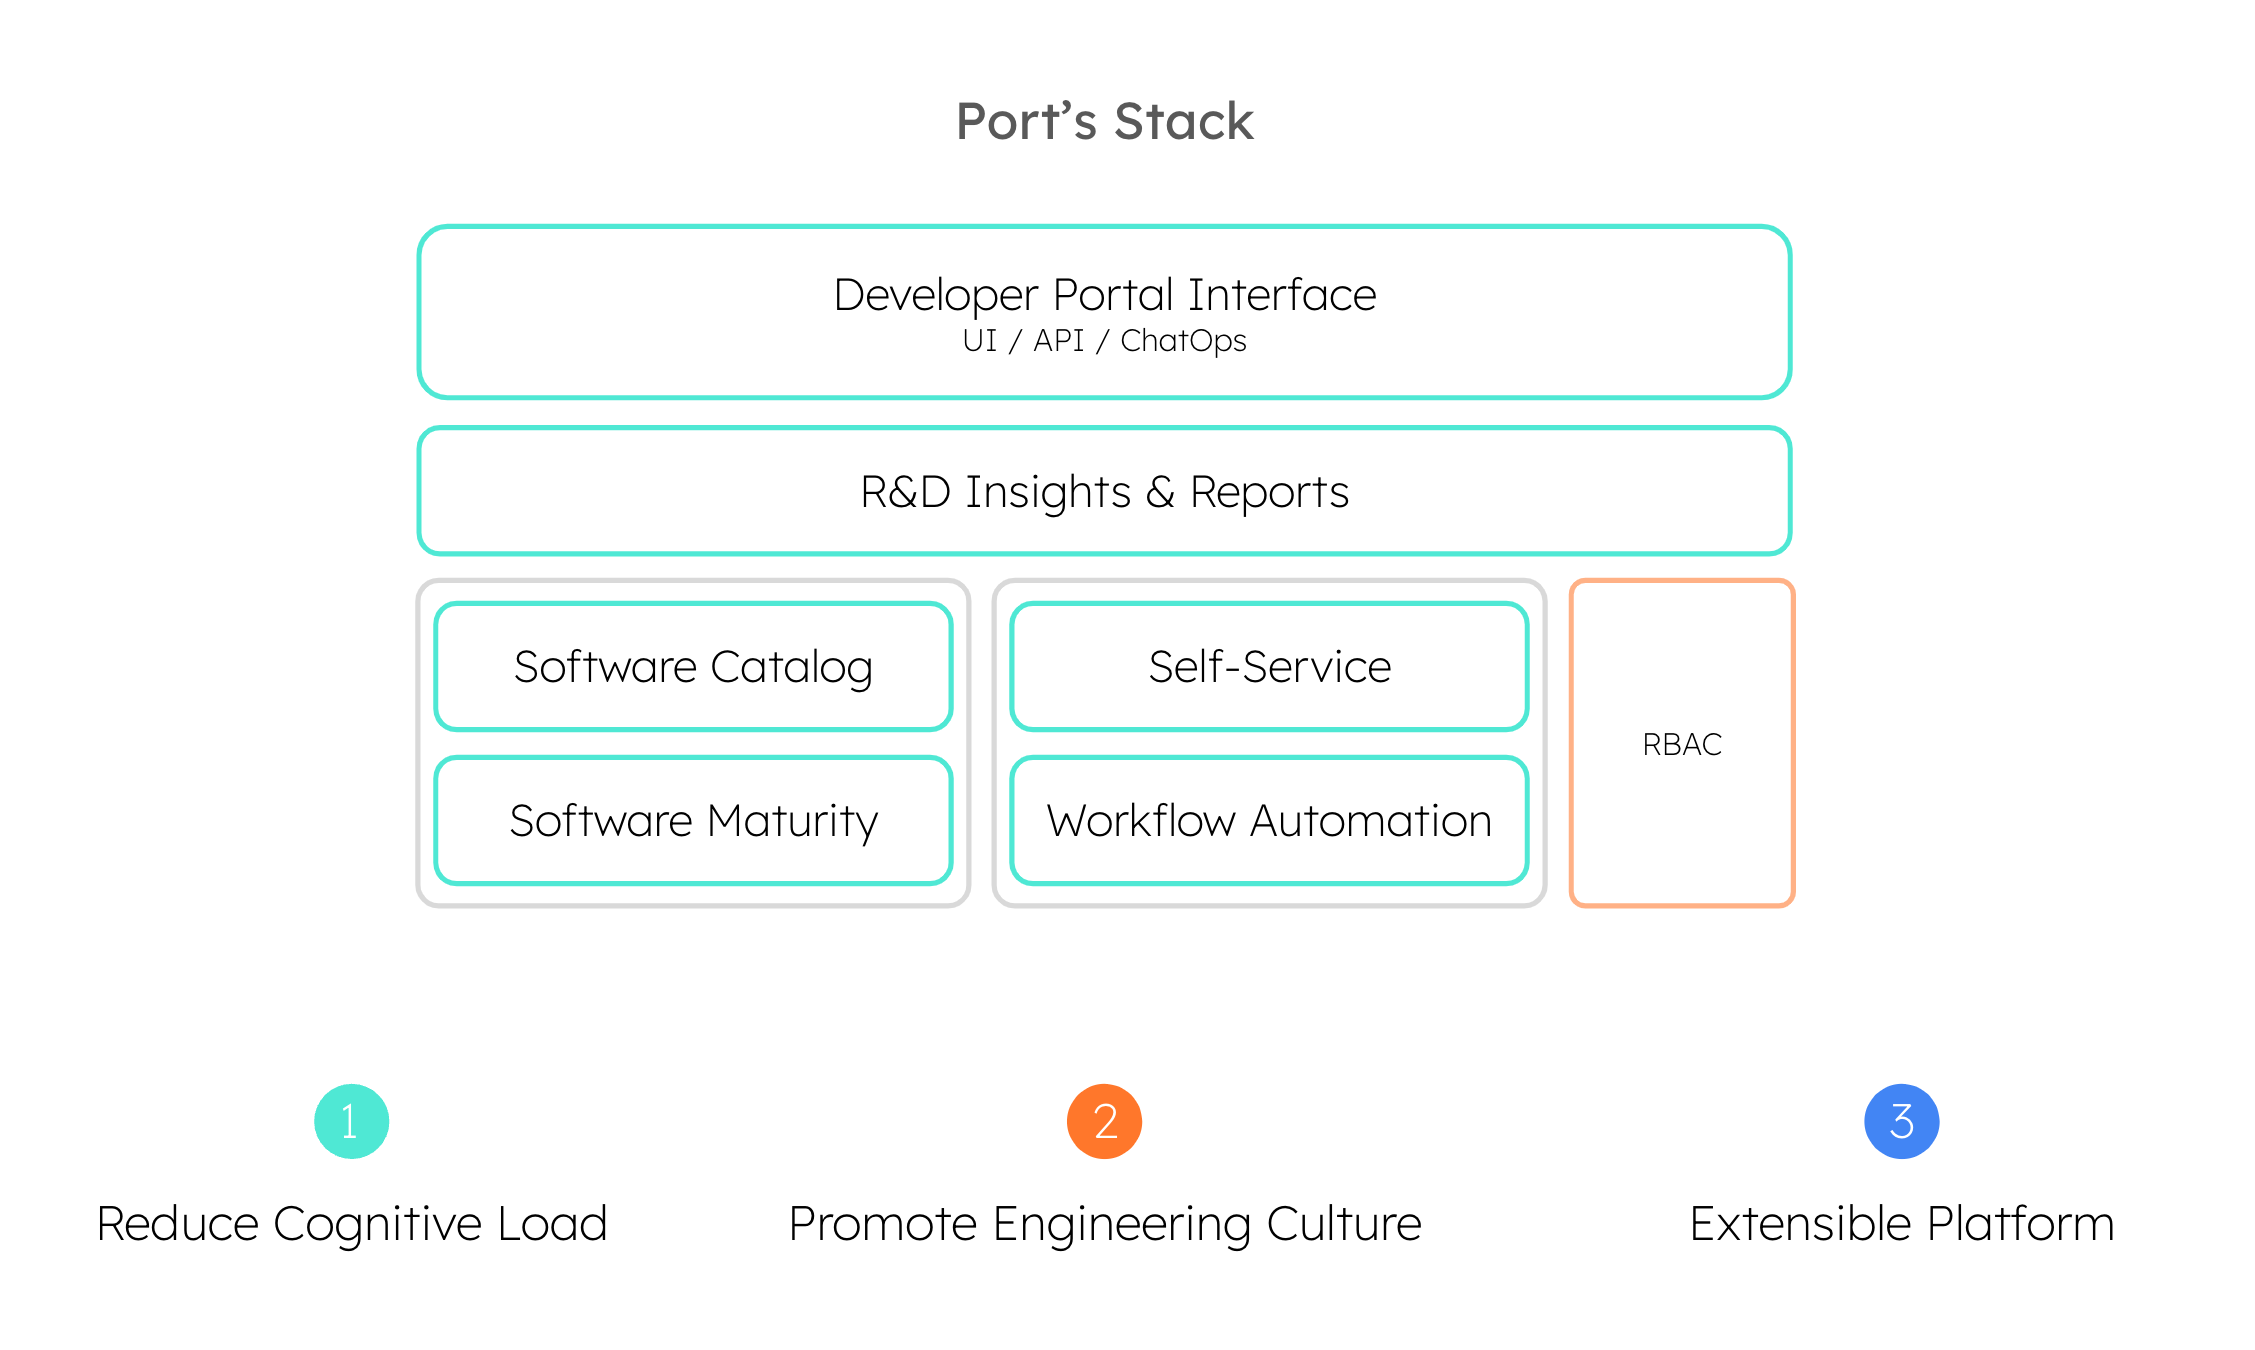 Port’s Stack
Developer Portal Interface
UI / API / ChatOps
R&D Insights & Reports
Software Catalog
Software Maturity
Self-Service
Workflow Automation
RBAC
1
Reduce Cognitive Load
2
Promote Engineering Culture
3
Extensible Platform